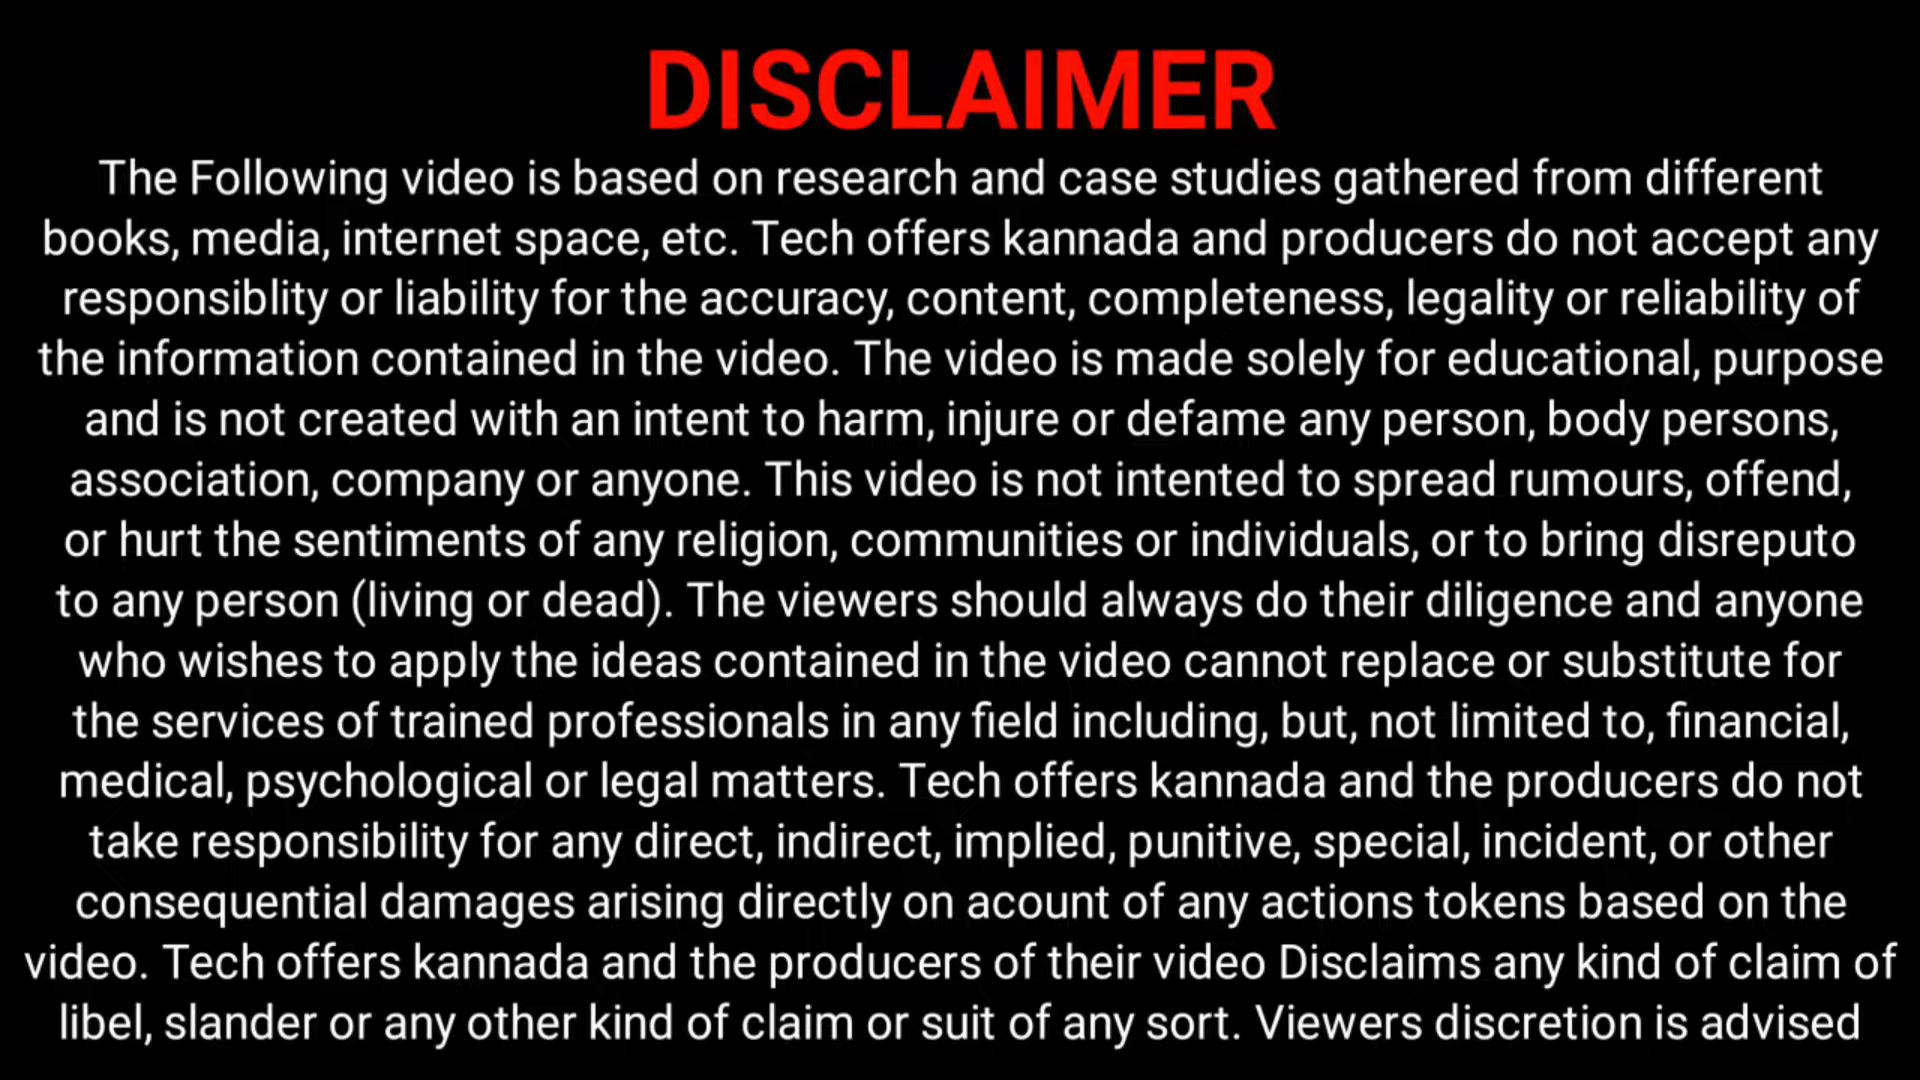 DISCLAIMER
The Following video is based on research and case studies gathered from different
books, media, internet space, etc. Tech offers kannada and producers do not accept any
responsiblity or liability for the accuracy, content, completeness, legality or reliability of
the information contained in the video. The video is made solely for educational, purpose
and is not created with an intent to harm, injure or defame any person, body persons,
association, company or anyone. This video is not intented to spread rumours, offend,
or hurt the sentiments of any religion, communities or individuals, or to bring disreputo
to any person (living or dead). The viewers should always do their diligence and anyone
who wishes to apply the ideas contained in the video cannot replace or substitute for
the services of trained professionals in any field including, but, not limited to, financial,
medical, psychological or legal matters. Tech offers kannada and the producers do not
take responsibility for any direct, indirect, implied, punitive, special, incident, or other
consequential damages arising directly on acount of any actions tokens based on the
video. Tech offers kannada and the producers of their video Disclaims any kind of claim of
libel, slander or any other kind of claim or suit of any sort. Viewers discretion is advised